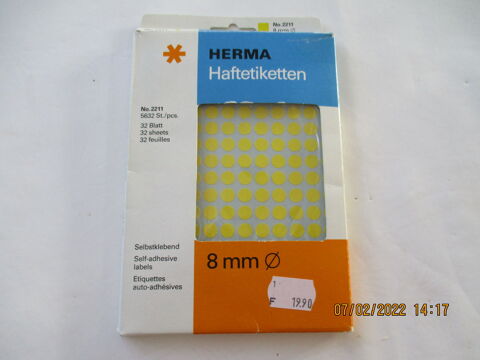 No. 2211
8 mm Ø
HERMA
Haftetiketten
No. 2211
5632 St./pcs.
32 Blatt
32 sheets
32 feuilles
Selbstklebend
Self-adhesive
labels
Etiquettes
auto-adhésives
8 mm Ø
1
F 19.90
07/02/2022 14:17